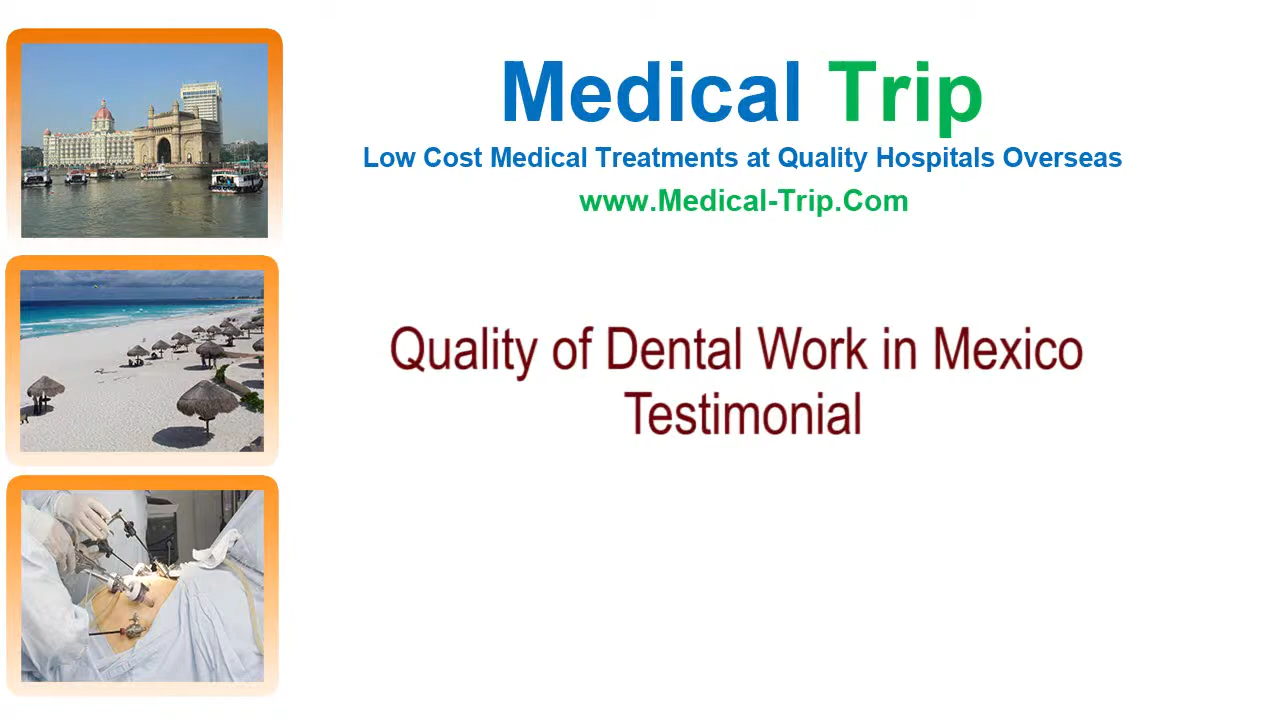 Medical Trip
Low Cost Medical Treatments at Quality Hospitals Overseas
www.Medical-Trip.Com
Quality of Dental Work in Mexico
Testimonial